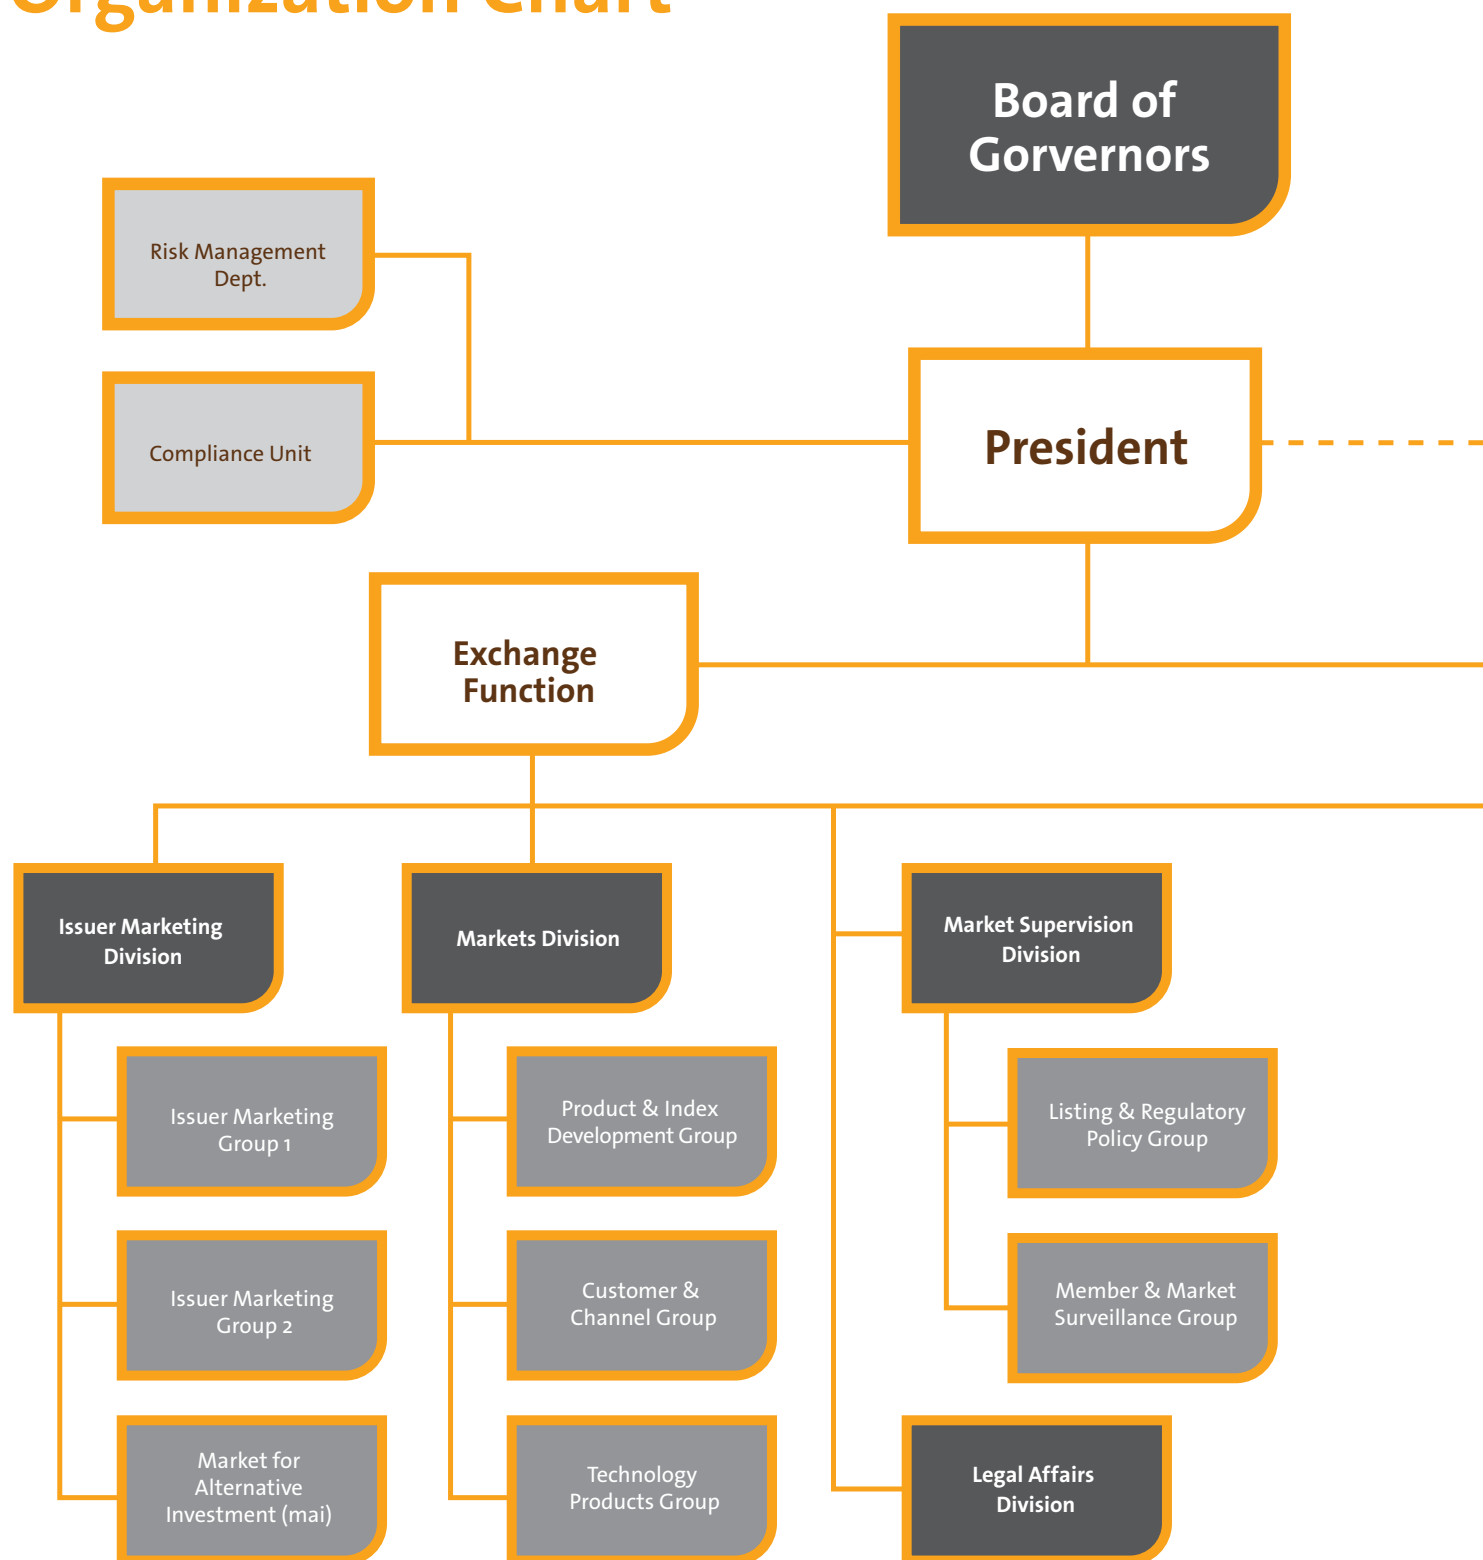 Organization Chart
Board of
Gorvernors
Risk Management
Dept.
Compliance Unit
President
Exchange
Function
Issuer Marketing
Division
Markets Division
Market Supervision
Division
Issuer Marketing
Group 1
Product & Index
Development Group
Listing & Regulatory
Policy Group
Issuer Marketing
Group 2
Customer &
Channel Group
Member & Market
Surveillance Group
Market for
Alternative
Investment (mai)
Technology
Products Group
Legal Affairs
Division